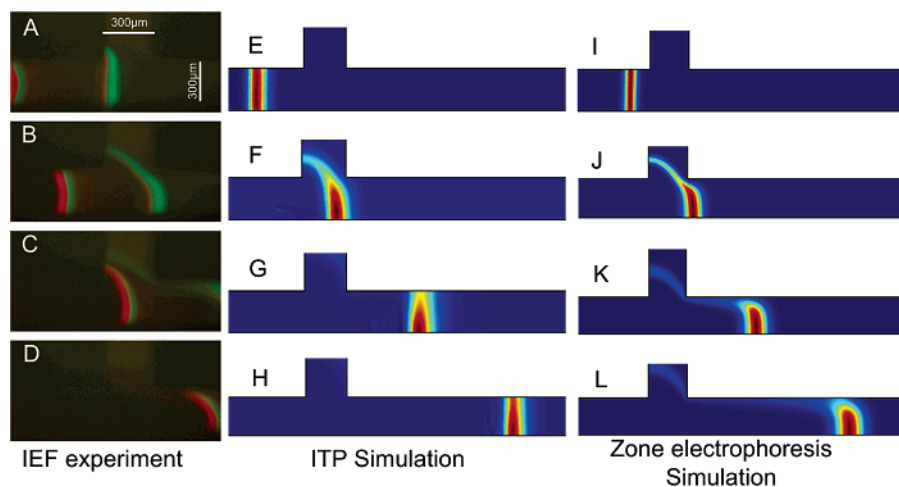 A
300μm
300μm
B
C
D
IEF experiment
E
F
G
H
ITP Simulation
I
J
K
L
Zone electrophoresis
Simulation